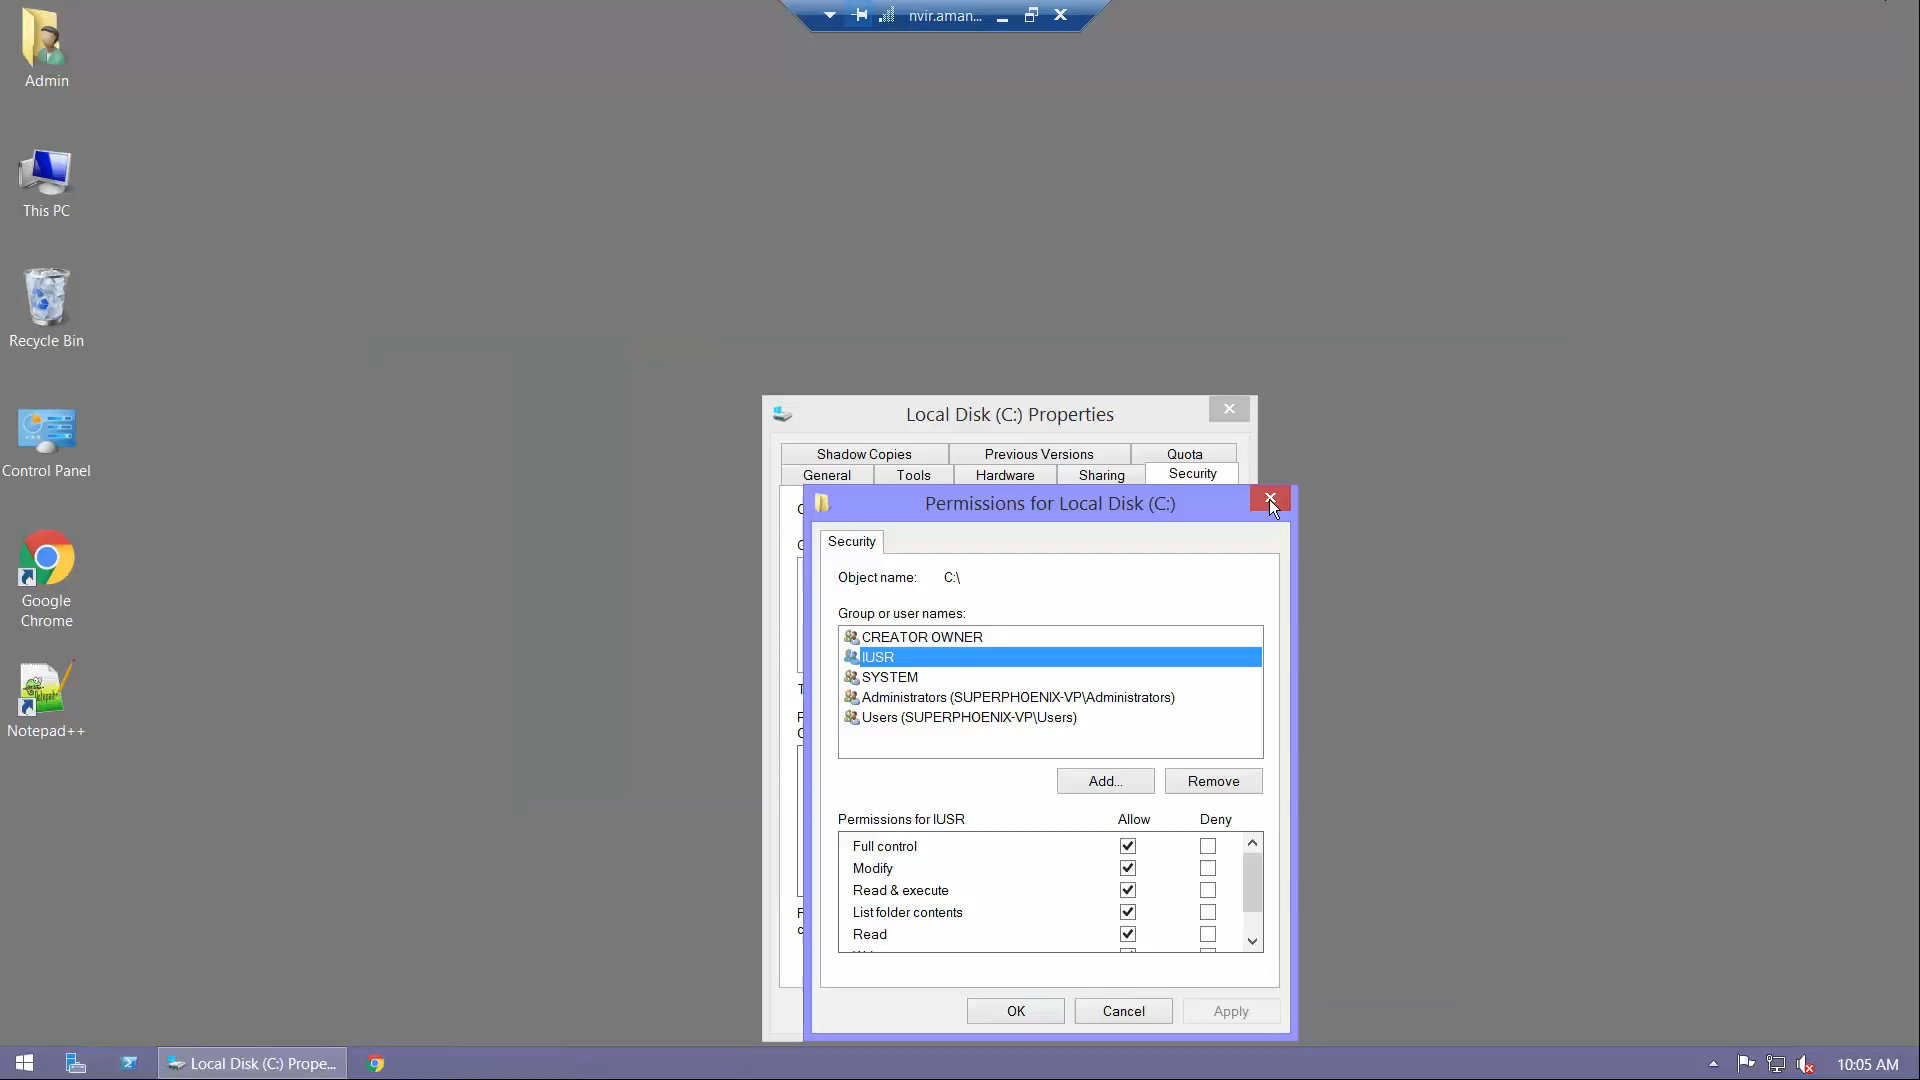 nvir.aman...
Admin
This PC
Recycle Bin
Control Panel
Google
Chrome
Notepad++
Local Disk (C:) Properties
Shadow Copies
Previous Versions
Quota
General
Tools
Hardware
Sharing
Security
Permissions for Local Disk (C:)
Security
Object name: C:\
Group or user names:
CREATOR OWNER
IUSR
SYSTEM
Administrators (SUPERPHOENIX-VP\Administrators)
Users (SUPERPHOENIX-VP\Users)
Add...
Remove
Permissions for IUSR
Allow
Deny
Full control
Modify
Read & execute
List folder contents
Read
OK
Cancel
Apply
Local Disk (C:) Prope...
10:05 AM